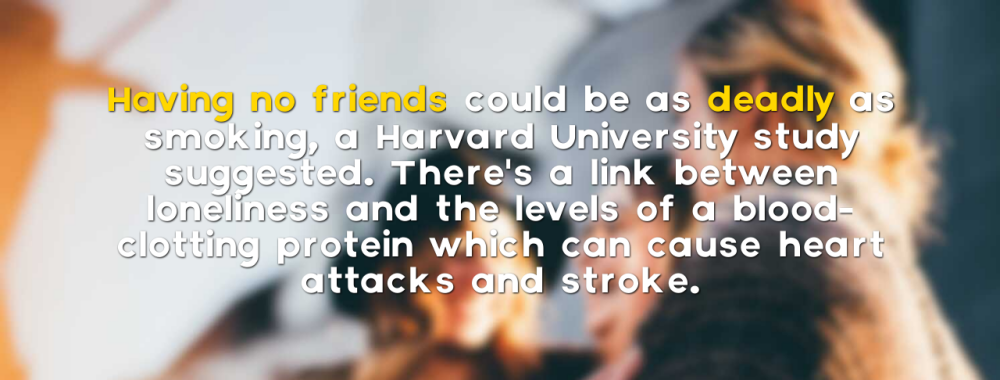 Having no friends could be as deadly as
smoking, a Harvard University study
suggested. There's a link between
loneliness and the levels of a blood-
clotting protein which can cause heart
attacks and stroke.